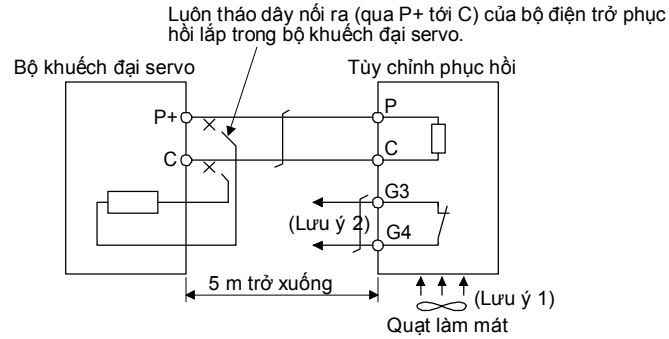 Luôn tháo dây nối ra (qua P+ tới C) của bộ điện trở phục
hồi lắp trong bộ khuếch đại servo.
Bộ khuếch đại servo
Tùy chỉnh phục hồi
P+
P
C
C
G3
(Lưu ý 2)
G4
5 m trở xuống
(Lưu ý 1)
Quạt làm mát